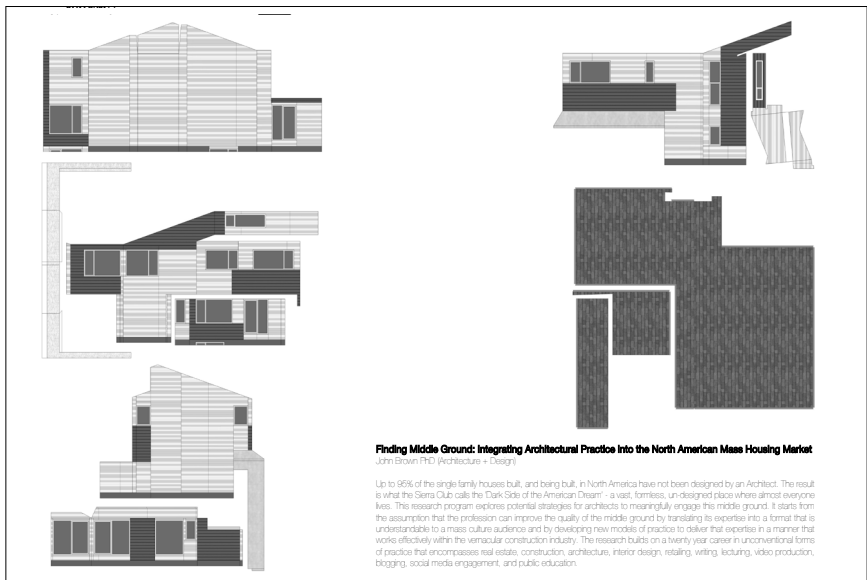 Finding Middle Ground: Integrating Architectural Practice into the North American Mass Housing Market
John Brown PhD (Architecture + Design)
Up to 95% of the single family houses built, and being built, in North America have not been designed by an Architect. The result
is what the Sierra Club calls the 'Dark Side of the American Dream' - a vast, formless, un-designed place where almost everyone
lives. This research program explores potential strategies for architects to meaningfully engage this middle ground. It starts from
the assumption that the profession can improve the quality of the middle ground by translating its expertise into a format that is
understandable to a mass culture audience and by developing new models of practice to deliver that expertise in a manner that
works effectively within the vernacular construction industry. The research builds on a twenty year career in unconventional forms
of practice that encompasses real estate, construction, architecture, interior design, retailing, writing, lecturing, video production,
blogging, social media engagement, and public education.